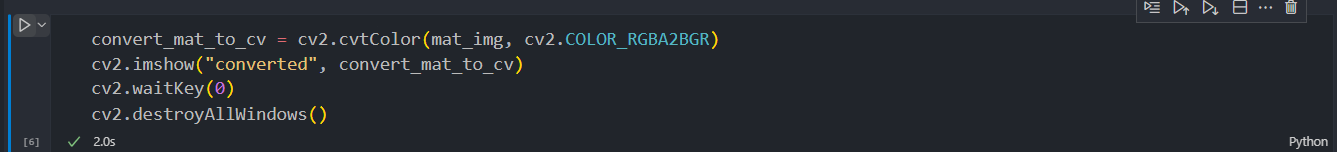 convert_mat_to_cv = cv2.cvtColor(mat_img, cv2.COLOR_RGBA2BGR)
cv2.imshow("converted", convert_mat_to_cv)
cv2.waitKey(0)
cv2.destroyAllWindows()
[6] 2.0s Python